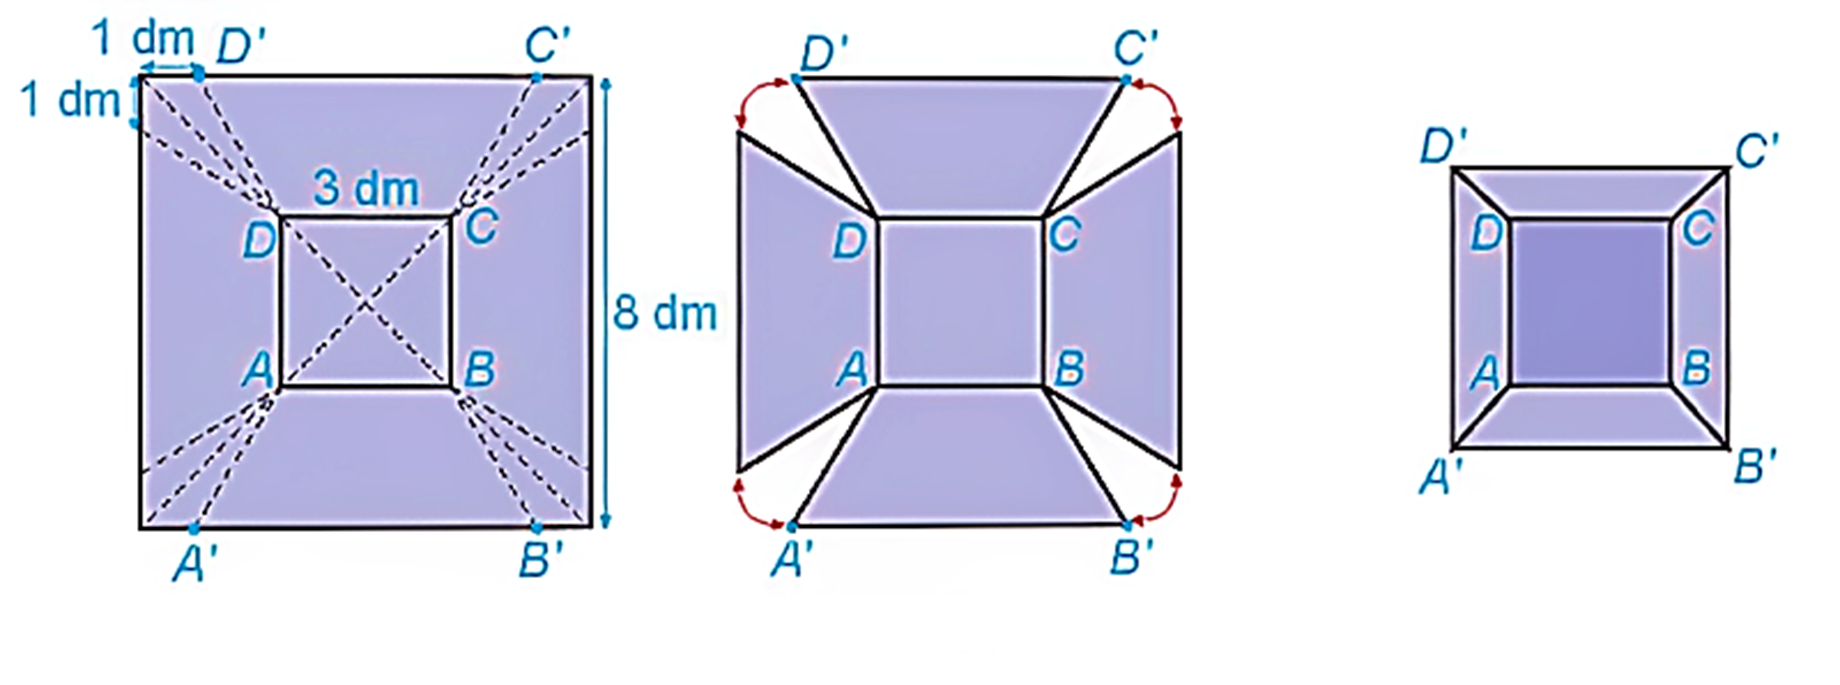 1 dm D' C'
1 dm
3 dm
D C
8 dm
A B
A' B'
D' C'
D C
A B
A' B'
D' C'
D C
A B
A' B'